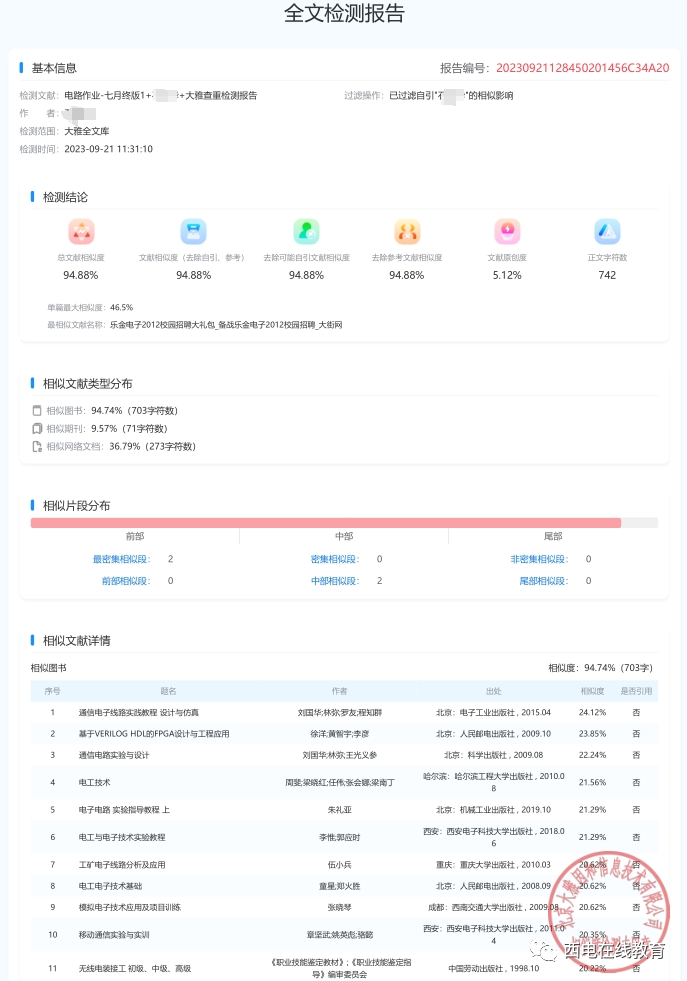 全文检测报告
基本信息
报告编号：20230921128450201456C34A20
检测文献：电路作业-七月终版1+ +大雅查重检测报告
过滤操作：已过滤自引" "的相似影响
作 者：
检测范围：大雅全文库
检测时间：2023-09-21 11:31:10
检测结论
总文献相似度 文献相似度（去除自引、参考） 去除可能自引文献相似度 去除参考文献相似度 文献原创度 正文字符数
94.88% 94.88% 94.88% 94.88% 5.12% 742
单篇最大相似度：46.5%
最相似文献名称：乐金电子2012校园招聘大礼包_备战乐金电子2012校园招聘_大街网
相似文献类型分布
相似图书：94.74%（703字符数）
相似期刊：9.57%（71字符数）
相似网络文档：36.79%（273字符数）
相似片段分布
前部 中部 尾部
最密集相似段： 2 密集相似段： 0 非密集相似段： 0
前部相似段： 0 中部相似段： 2 尾部相似段： 0
相似文献详情
相似图书 相似度：94.74%（703字）
序号 题名 作者 出处 相似度 是否引用
1 通信电子线路实践教程 设计与仿真 刘国华;林弥;罗友;程知群 北京：电子工业出版社 , 2015.04 24.12% 否
2 基于VERILOG HDL的FPGA设计与工程应用 徐洋;黄智宇;李彦 北京：人民邮电出版社 , 2009.10 23.85% 否
3 通信电路实验与设计 刘国华;林弥;王光义参 北京：科学出版社 , 2009.08 22.24% 否
4 电工技术 周斐;梁晓红;任伟;张会娜;梁南丁 哈尔滨：哈尔滨工程大学出版社 , 2010.0
8 21.56% 否
5 电子电路 实验指导教程 上 朱礼亚 北京：机械工业出版社 , 2019.10 21.29% 否
6 电工与电子技术实验教程 李惟;郭应时 西安：西安电子科技大学出版社 , 2018.0
6 21.29% 否
7 工矿电子线路分析及应用 伍小兵 重庆：重庆大学出版社 , 2010.03 20.62% 否
8 电工电子技术基础 童星;郑火胜 北京：人民邮电出版社 , 2008.09 20.62% 否
9 模拟电子技术应用及项目训练 张晓琴 成都：西南交通大学出版社 , 2009.08 20.62% 否
10 移动通信实验与实训 章坚武;姚英彪;骆懿 西安：西安电子科技大学出版社 , 2011.0
4 20.35% 否
11 无线电装接工 初级、中级、高级 《职业技能鉴定教材》;《职业技能鉴定指
导》编审委员会 中国劳动出版社 , 1998.10 20.22% 否
西电在线教育